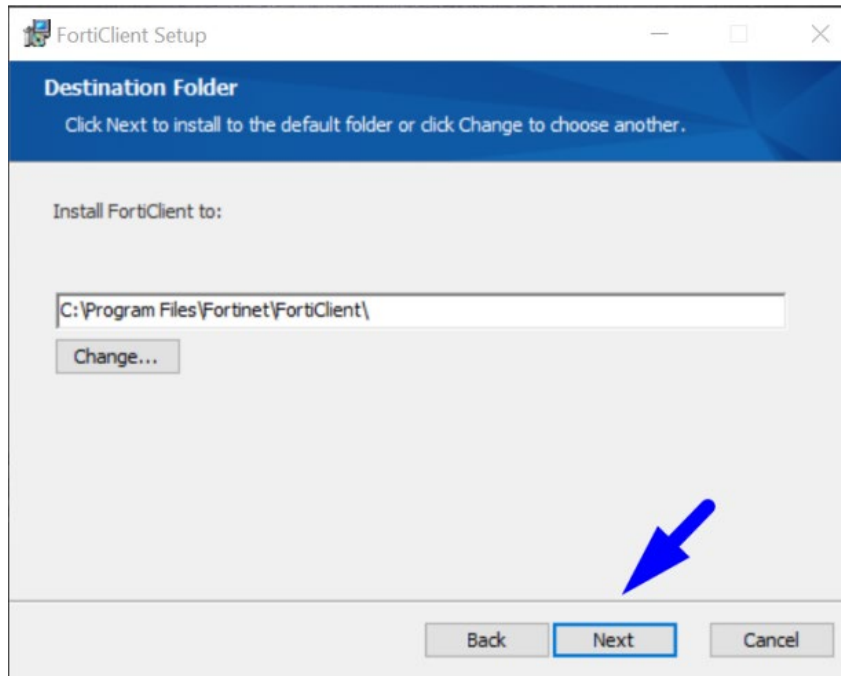 FortiClient Setup
Destination Folder
Click Next to install to the default folder or click Change to choose another.
Install FortiClient to:
C:\Program Files\Fortinet\FortiClient\
Change...
Back Next Cancel